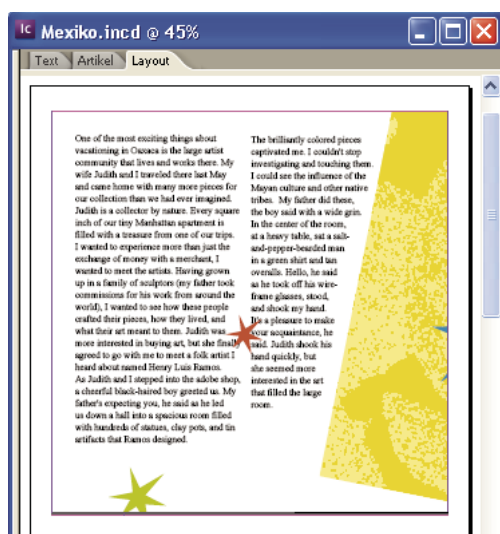 Ic Mexiko.incd @ 45%
Text Artikel Layout
One of the most exciting things about
vacationing in Oaxaca is the large artist
community that lives and works there. My
wife Judith and I traveled there last May
and came home with many more pieces for
our collection than we had ever imagined.
Judith is a collector by nature. Every square
inch of our tiny Manhattan apartment is
filled with a treasure from one of our trips.
I wanted to experience more than just the
exchange of money with a merchant, I
wanted to meet the artists. Having grown
up in a family of sculptors (my father took
commissions for his work from around the
world), I wanted to see how these people
crafted their pieces, how they lived, and
what their art meant to them. Judith was
more interested in buying art, but she finally
agreed to go with me to meet a folk artist I
heard about named Henry Luis Ramos.
As Judith and I stepped into the adobe shop,
a cheerful black-haired boy greeted us. My
father's expecting you, he said as he led
us down a hall into a spacious room filled
with hundreds of statues, clay pots, and tin
artifacts that Ramos designed.
The brilliantly colored pieces
captivated me. I couldn't stop
investigating and touching them.
I could see the influence of the
Mayan culture and other native
tribes. My father did these,
the boy said with a wide grin.
In the center of the room,
at a heavy table, sat a salt-
and-pepper-bearded man
in a green shirt and tan
overalls. Hello, he said
as he took off his wire-
frame glasses, stood,
and shook my hand.
It's a pleasure to make
your acquaintance, he
said. Judith shook his
hand quickly, but
she seemed more
interested in the art
that filled the large
room.